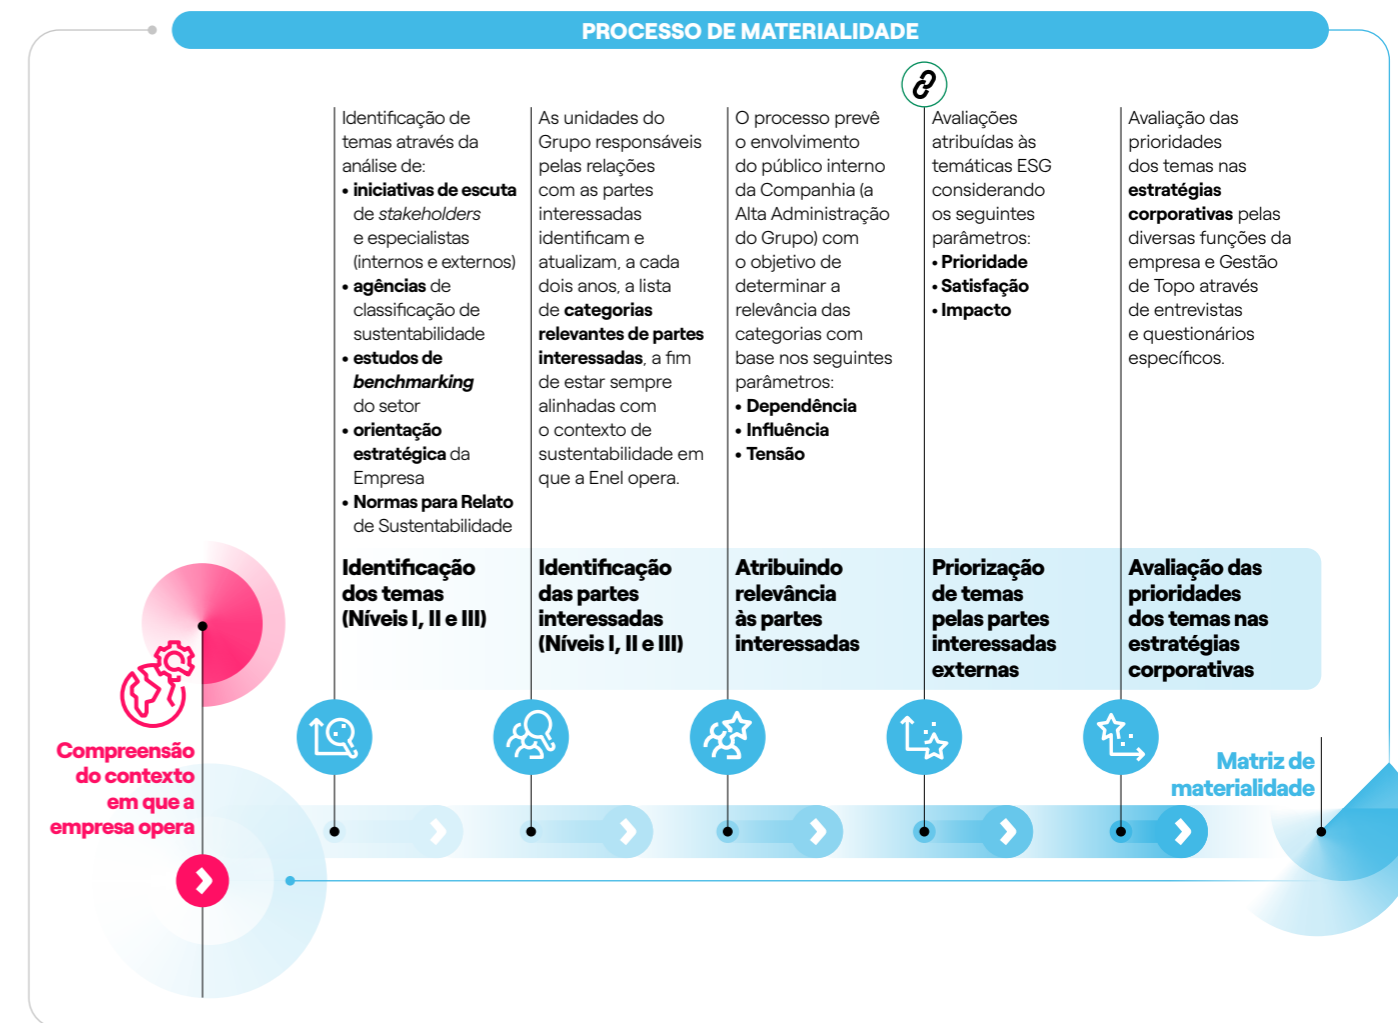 PROCESSO DE MATERIALIDADE
Identificação de
temas através da
análise de:
• iniciativas de escuta
de stakeholders
e especialistas
(internos e externos)
• agências de
classificação de
sustentabilidade
• estudos de
benchmarking
do setor
• orientação
estratégica da
Empresa
• Normas para Relato
de Sustentabilidade
Identificação
dos temas
(Níveis I, II e III)
As unidades do
Grupo responsáveis
pelas relações
com as partes
interessadas
identificam e
atualizam, a cada
dois anos, a lista
de categorias
relevantes de partes
interessadas, a fim
de estar sempre
alinhadas com
o contexto de
sustentabilidade em
que a Enel opera.
Identificação
das partes
interessadas
(Níveis I, II e III)
O processo prevê
o envolvimento
do público interno
da Companhia (a
Alta Administração
do Grupo) com
o objetivo de
determinar a
relevância das
categorias com
base nos seguintes
parâmetros:
• Dependência
• Influência
• Tensão
Atribuindo
relevância
às partes
interessadas
Avaliações
atribuídas às
temáticas ESG
considerando
os seguintes
parâmetros:
• Prioridade
• Satisfação
• Impacto
Priorização
de temas
pelas partes
interessadas
externas
Avaliação das
prioridades
dos temas nas
estratégias
corporativas pelas
diversas funções da
empresa e Gestão
de Topo através
de entrevistas
e questionários
específicos.
Avaliação das
prioridades
dos temas nas
estratégias
corporativas
Compreensão
do contexto
em que a
empresa opera
Matriz de
materialidade